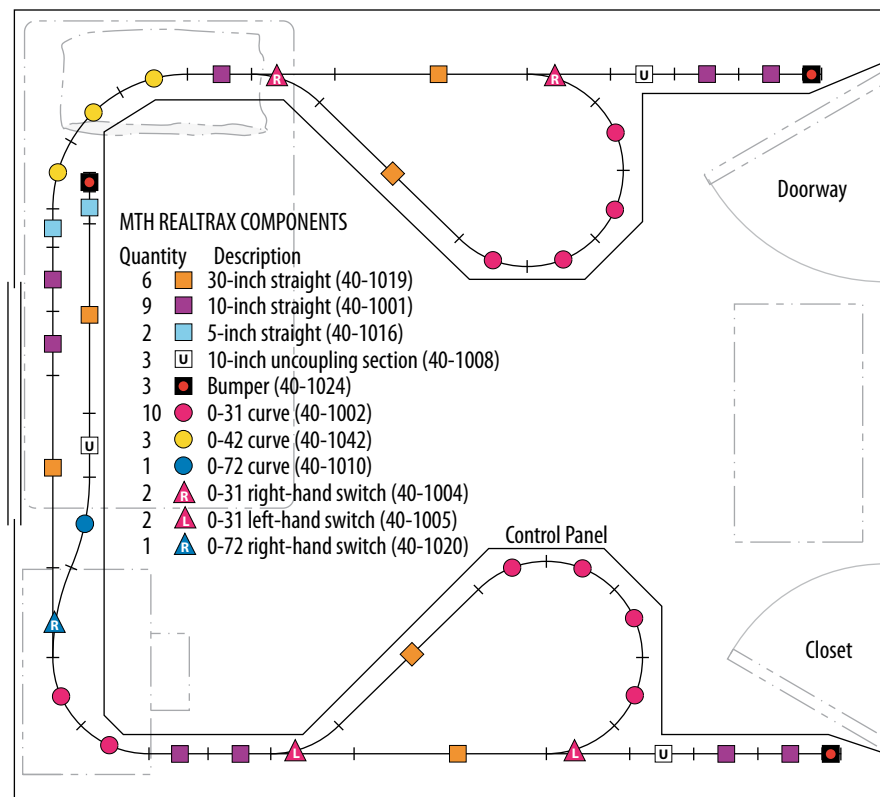 R
R
U
Doorway
MTH REALTRAX COMPONENTS
Quantity Description
6 30-inch straight (40-1019)
9 10-inch straight (40-1001)
2 5-inch straight (40-1016)
3 U 10-inch uncoupling section (40-1008)
3 Bumper (40-1024)
10 0-31 curve (40-1002)
3 0-42 curve (40-1042)
1 0-72 curve (40-1010)
2 R 0-31 right-hand switch (40-1004)
2 L 0-31 left-hand switch (40-1005)
1 R 0-72 right-hand switch (40-1020)
U
Control Panel
R
Closet
L
L
U